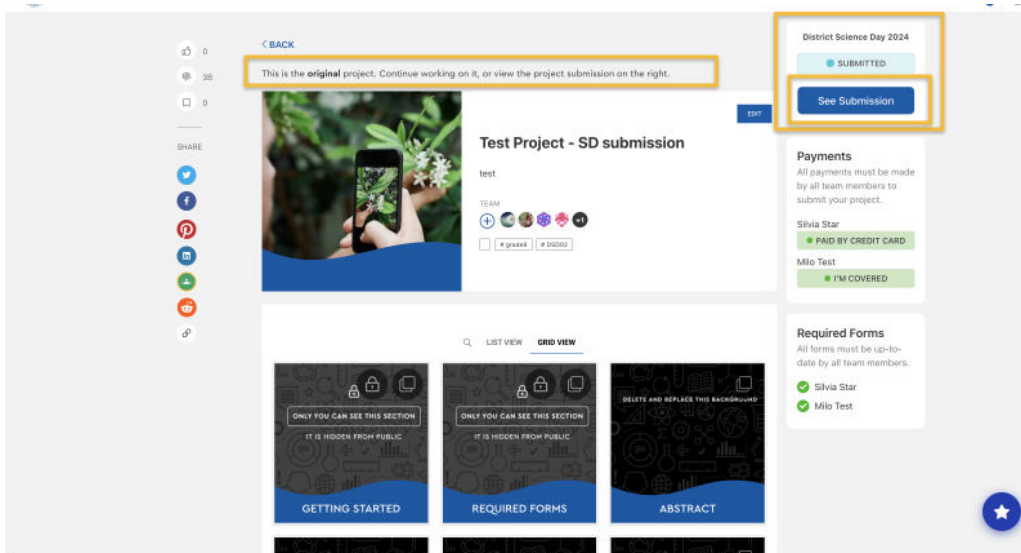 0
38
0
SHARE
< BACK
This is the original project. Continue working on it, or view the project submission on the right.
EDIT
Test Project - SD submission
test
TEAM
+1
# grade8 # DSD02
LIST VIEW GRID VIEW
ONLY YOU CAN SEE THIS SECTION
IT IS HIDDEN FROM PUBLIC
GETTING STARTED
ONLY YOU CAN SEE THIS SECTION
IT IS HIDDEN FROM PUBLIC
REQUIRED FORMS
DELETE AND REPLACE THIS BACKGROUND
ABSTRACT
District Science Day 2024
SUBMITTED
See Submission
Payments
All payments must be made
by all team members to
submit your project.
Silvia Star
PAID BY CREDIT CARD
Milo Test
I'M COVERED
Required Forms
All forms must be up-to-
date by all team members.
Silvia Star
Milo Test